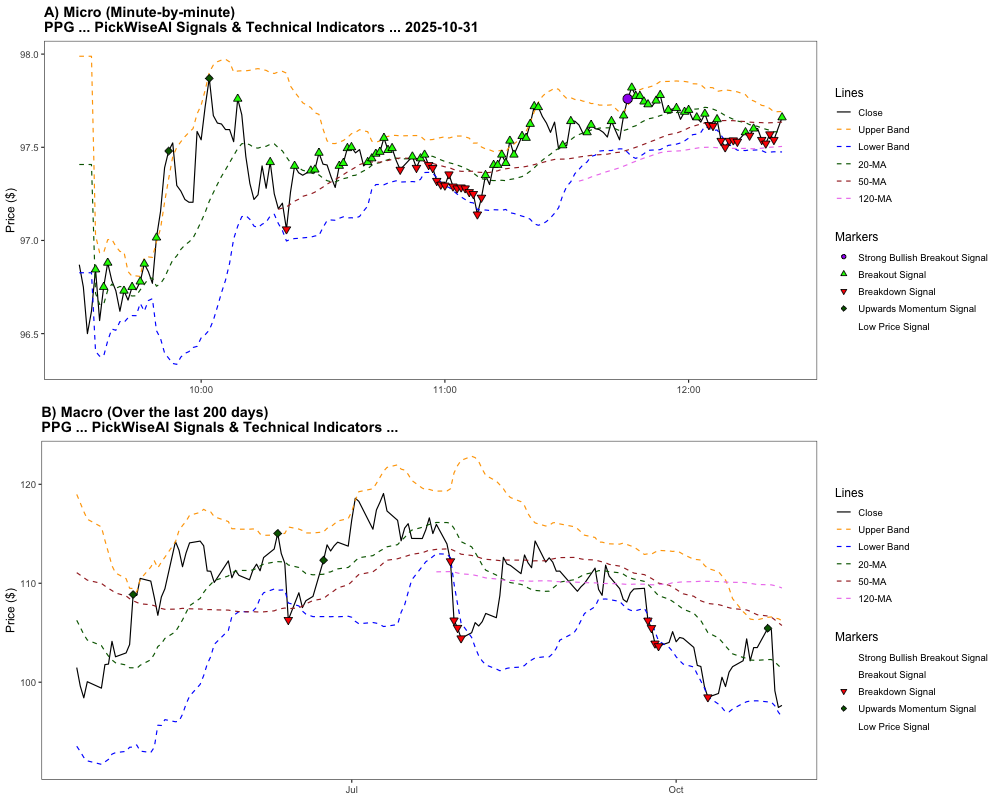 A) Micro (Minute-by-minute)
PPG ... PickWiseAI Signals & Technical Indicators ... 2025-10-31
Price ($)
98.0
97.5
97.0
96.5
10:00
11:00
12:00
Lines
Close
Upper Band
Lower Band
20-MA
50-MA
120-MA
Markers
Strong Bullish Breakout Signal
Breakout Signal
Breakdown Signal
Upwards Momentum Signal
Low Price Signal
B) Macro (Over the last 200 days)
PPG ... PickWiseAI Signals & Technical Indicators ...
Price ($)
120
110
100
Jul
Oct
Lines
Close
Upper Band
Lower Band
20-MA
50-MA
120-MA
Markers
Strong Bullish Breakout Signal
Breakout Signal
Breakdown Signal
Upwards Momentum Signal
Low Price Signal